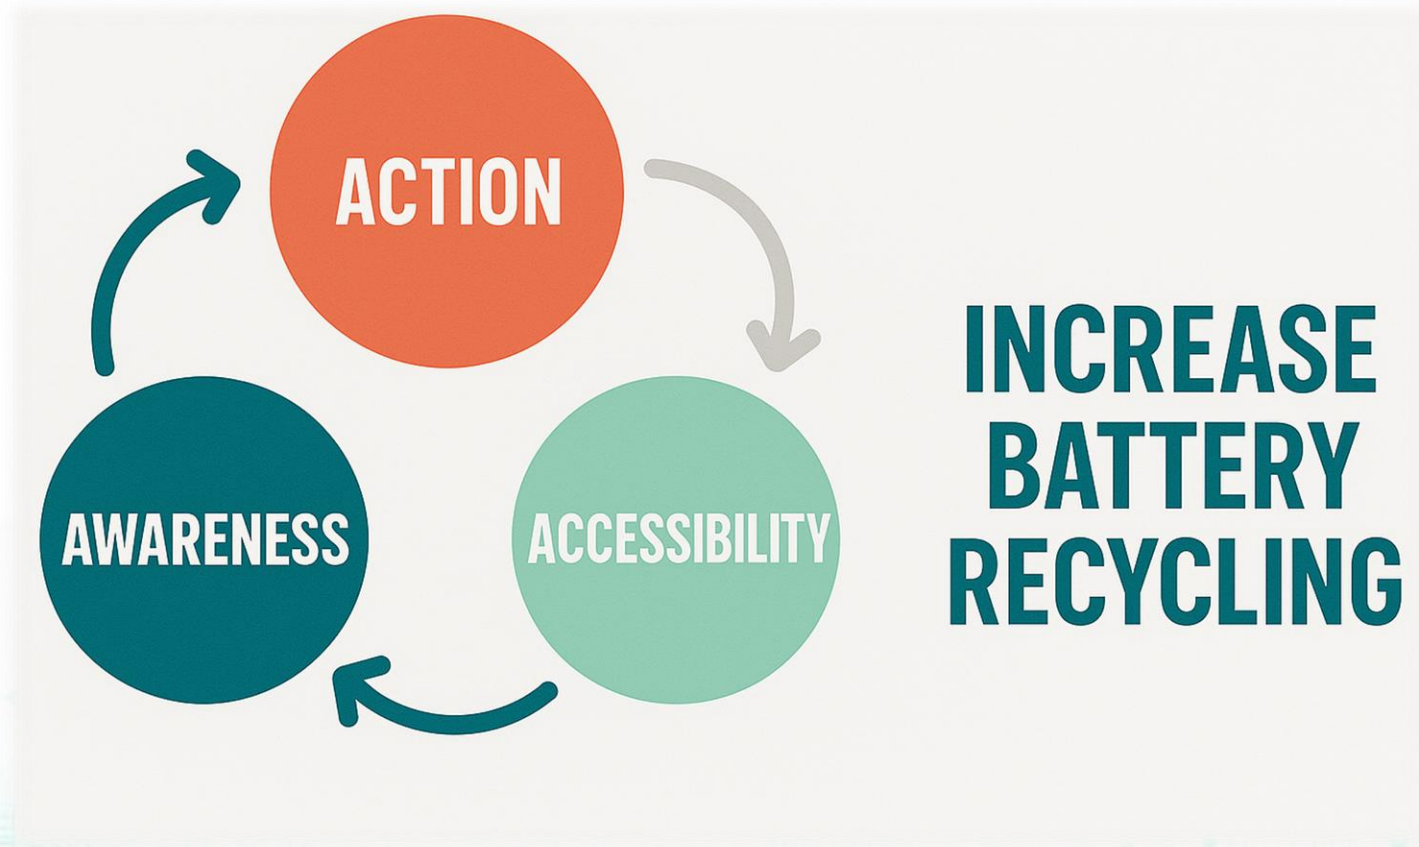 ACTION
AWARENESS
ACCESSIBILITY
INCREASE
BATTERY
RECYCLING